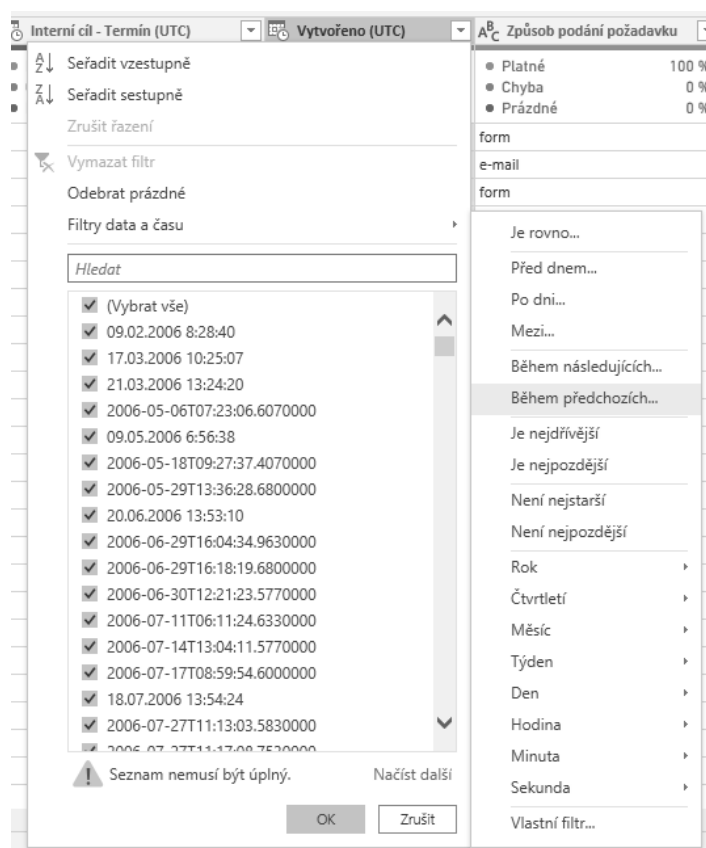 Interní cíl - Termín (UTC)
Vytvořeno (UTC)
ABC Způsob podání požadavku
Seřadit vzestupně
Seřadit sestupně
Zrušit řazení
Vymazat filtr
Odebrat prázdné
Filtry data a času
Hledat
(Vybrat vše)
09.02.2006 8:28:40
17.03.2006 10:25:07
21.03.2006 13:24:20
2006-05-06T07:23:06.6070000
09.05.2006 6:56:38
2006-05-18T09:27:37.4070000
2006-05-29T13:36:28.6800000
20.06.2006 13:53:10
2006-06-29T16:04:34.9630000
2006-06-29T16:18:19.6800000
2006-06-30T12:21:23.5770000
2006-07-11T06:11:24.6330000
2006-07-14T13:04:11.5770000
2006-07-17T08:59:54.6000000
18.07.2006 13:54:24
2006-07-27T11:13:03.5830000
2006-07-27T11:17:08.7530000
Seznam nemusí být úplný.
Načíst další
OK
Zrušit
Platné 100 %
Chyba 0 %
Prázdné 0 %
form
e-mail
form
Je rovno...
Před dnem...
Po dni...
Mezi...
Během následujících...
Během předchozích...
Je nejdřívější
Je nejpozdější
Není nejstarší
Není nejpozdější
Rok
Čtvrtletí
Měsíc
Týden
Den
Hodina
Minuta
Sekunda
Vlastní filtr...